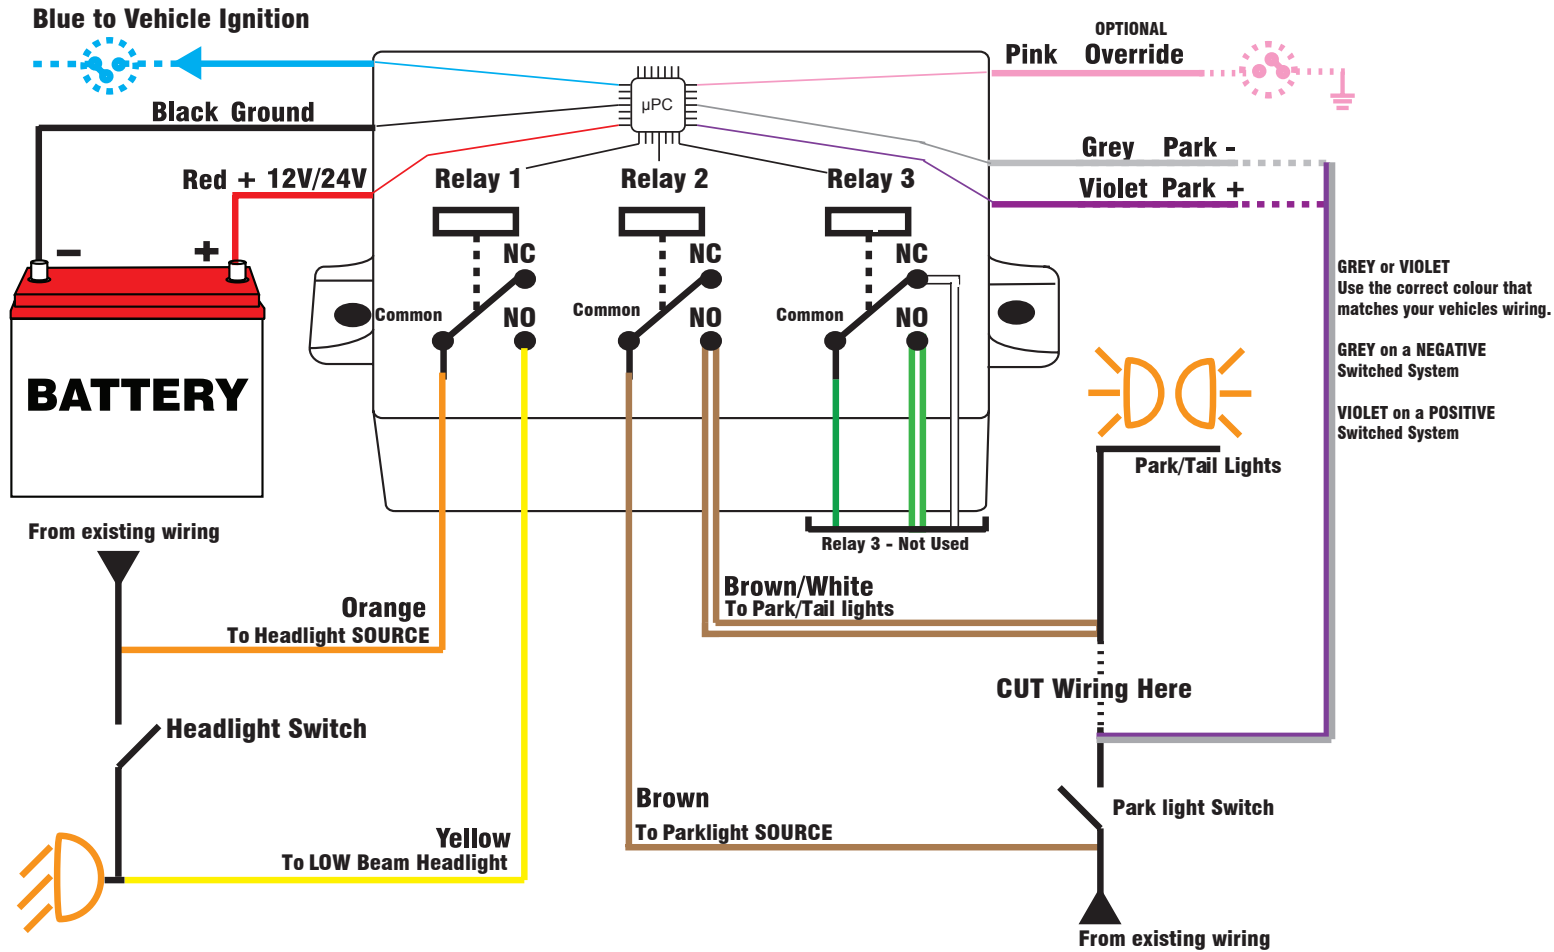 Blue to Vehicle Ignition
OPTIONAL
Pink Override
µPC
Black Ground
Grey Park -
Red + 12V/24V
Relay 1
Relay 2
Relay 3
Violet Park +
− +
NC
NC
NC
Common
Common
Common
NO
NO
NO
GREY or VIOLET
Use the correct colour that
matches your vehicles wiring.
GREY on a NEGATIVE
Switched System
VIOLET on a POSITIVE
Switched System
BATTERY
Park/Tail Lights
From existing wiring
Relay 3 - Not Used
Brown/White
To Park/Tail lights
Orange
To Headlight SOURCE
CUT Wiring Here
Headlight Switch
Brown
To Parklight SOURCE
Park light Switch
Yellow
To LOW Beam Headlight
From existing wiring